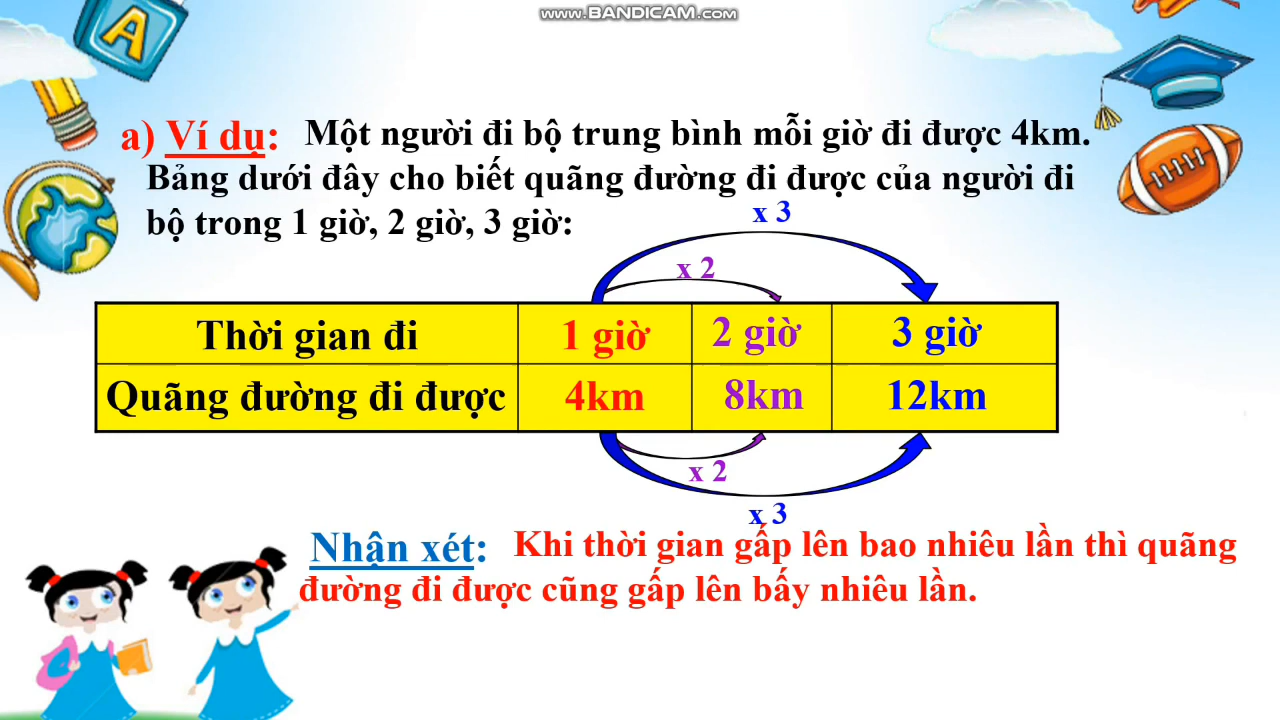 www.BANDICAM.com
A
a) Ví dụ: Một người đi bộ trung bình mỗi giờ đi được 4km.
Bảng dưới đây cho biết quãng đường đi được của người đi
bộ trong 1 giờ, 2 giờ, 3 giờ:
x 3
x 2
Thời gian đi 1 giờ 2 giờ 3 giờ
Quãng đường đi được 4km 8km 12km
x 2
x 3
Nhận xét: Khi thời gian gấp lên bao nhiêu lần thì quãng
đường đi được cũng gấp lên bấy nhiêu lần.